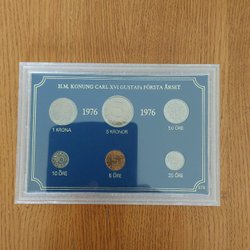 H.M. KONUNG CARL XVI GUSTAFS FÖRSTA ÅRSET
1976 1976
1 KRONA 5 KRONOR 50 ÖRE
10 ÖRE 5 ÖRE 25 ÖRE